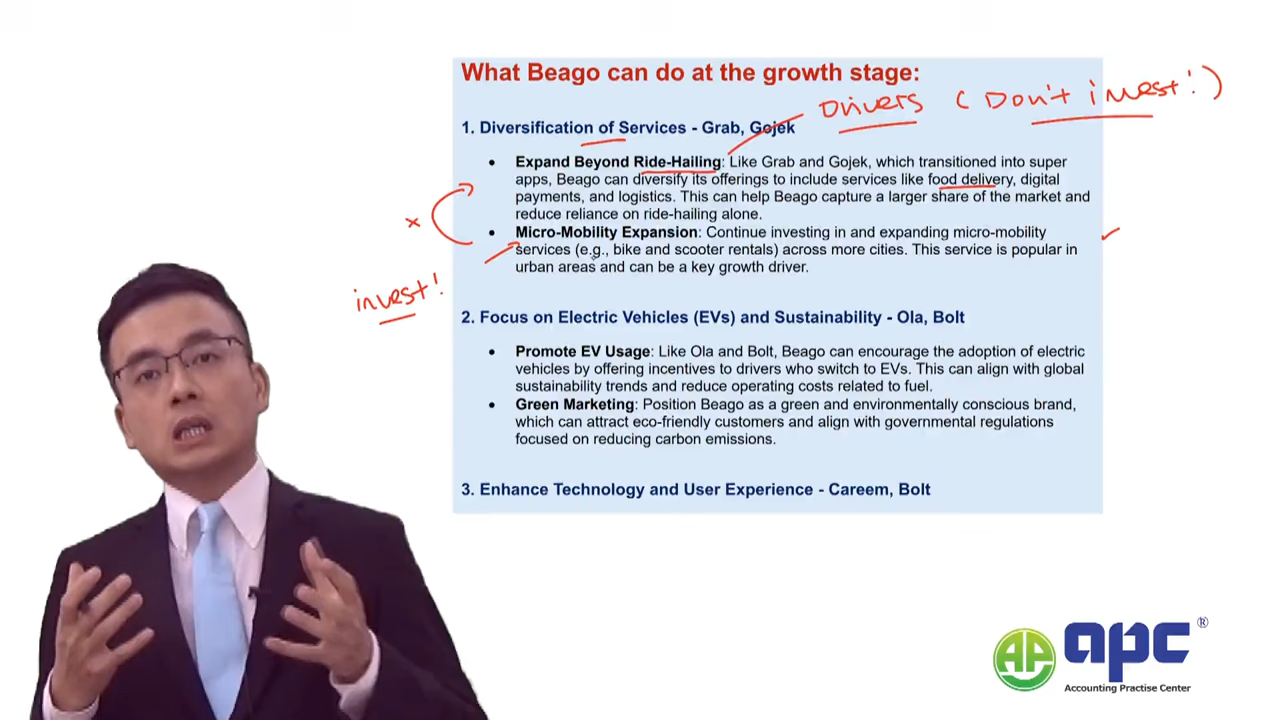 What Beago can do at the growth stage:
Drivers (Don't invest!)
1. Diversification of Services - Grab, Gojek
• Expand Beyond Ride-Hailing: Like Grab and Gojek, which transitioned into super
apps, Beago can diversify its offerings to include services like food delivery, digital
payments, and logistics. This can help Beago capture a larger share of the market and
reduce reliance on ride-hailing alone.
• Micro-Mobility Expansion: Continue investing in and expanding micro-mobility
services (e.g., bike and scooter rentals) across more cities. This service is popular in
urban areas and can be a key growth driver.
invest!
2. Focus on Electric Vehicles (EVs) and Sustainability - Ola, Bolt
• Promote EV Usage: Like Ola and Bolt, Beago can encourage the adoption of electric
vehicles by offering incentives to drivers who switch to EVs. This can align with global
sustainability trends and reduce operating costs related to fuel.
• Green Marketing: Position Beago as a green and environmentally conscious brand,
which can attract eco-friendly customers and align with governmental regulations
focused on reducing carbon emissions.
3. Enhance Technology and User Experience - Careem, Bolt
AP apc ®
Accounting Practise Center